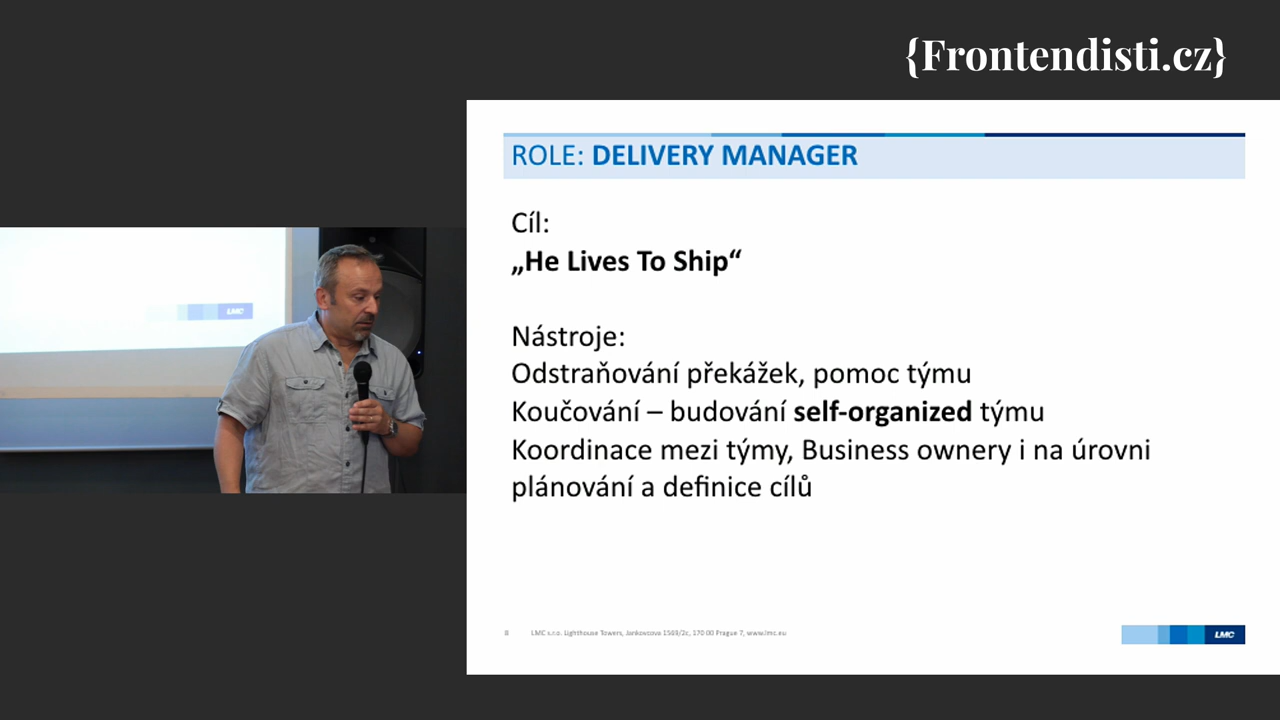 {Frontendisti.cz}
ROLE: DELIVERY MANAGER
Cíl:
„He Lives To Ship“
Nástroje:
Odstraňování překážek, pomoc týmu
Koučování – budování self-organized týmu
Koordinace mezi týmy, Business ownery i na úrovni
plánování a definice cílů
8 LMC s.r.o. Lighthouse Towers, Jankovcova 1569/2c, 170 00 Prague 7, www.lmc.eu
LMC
LMC